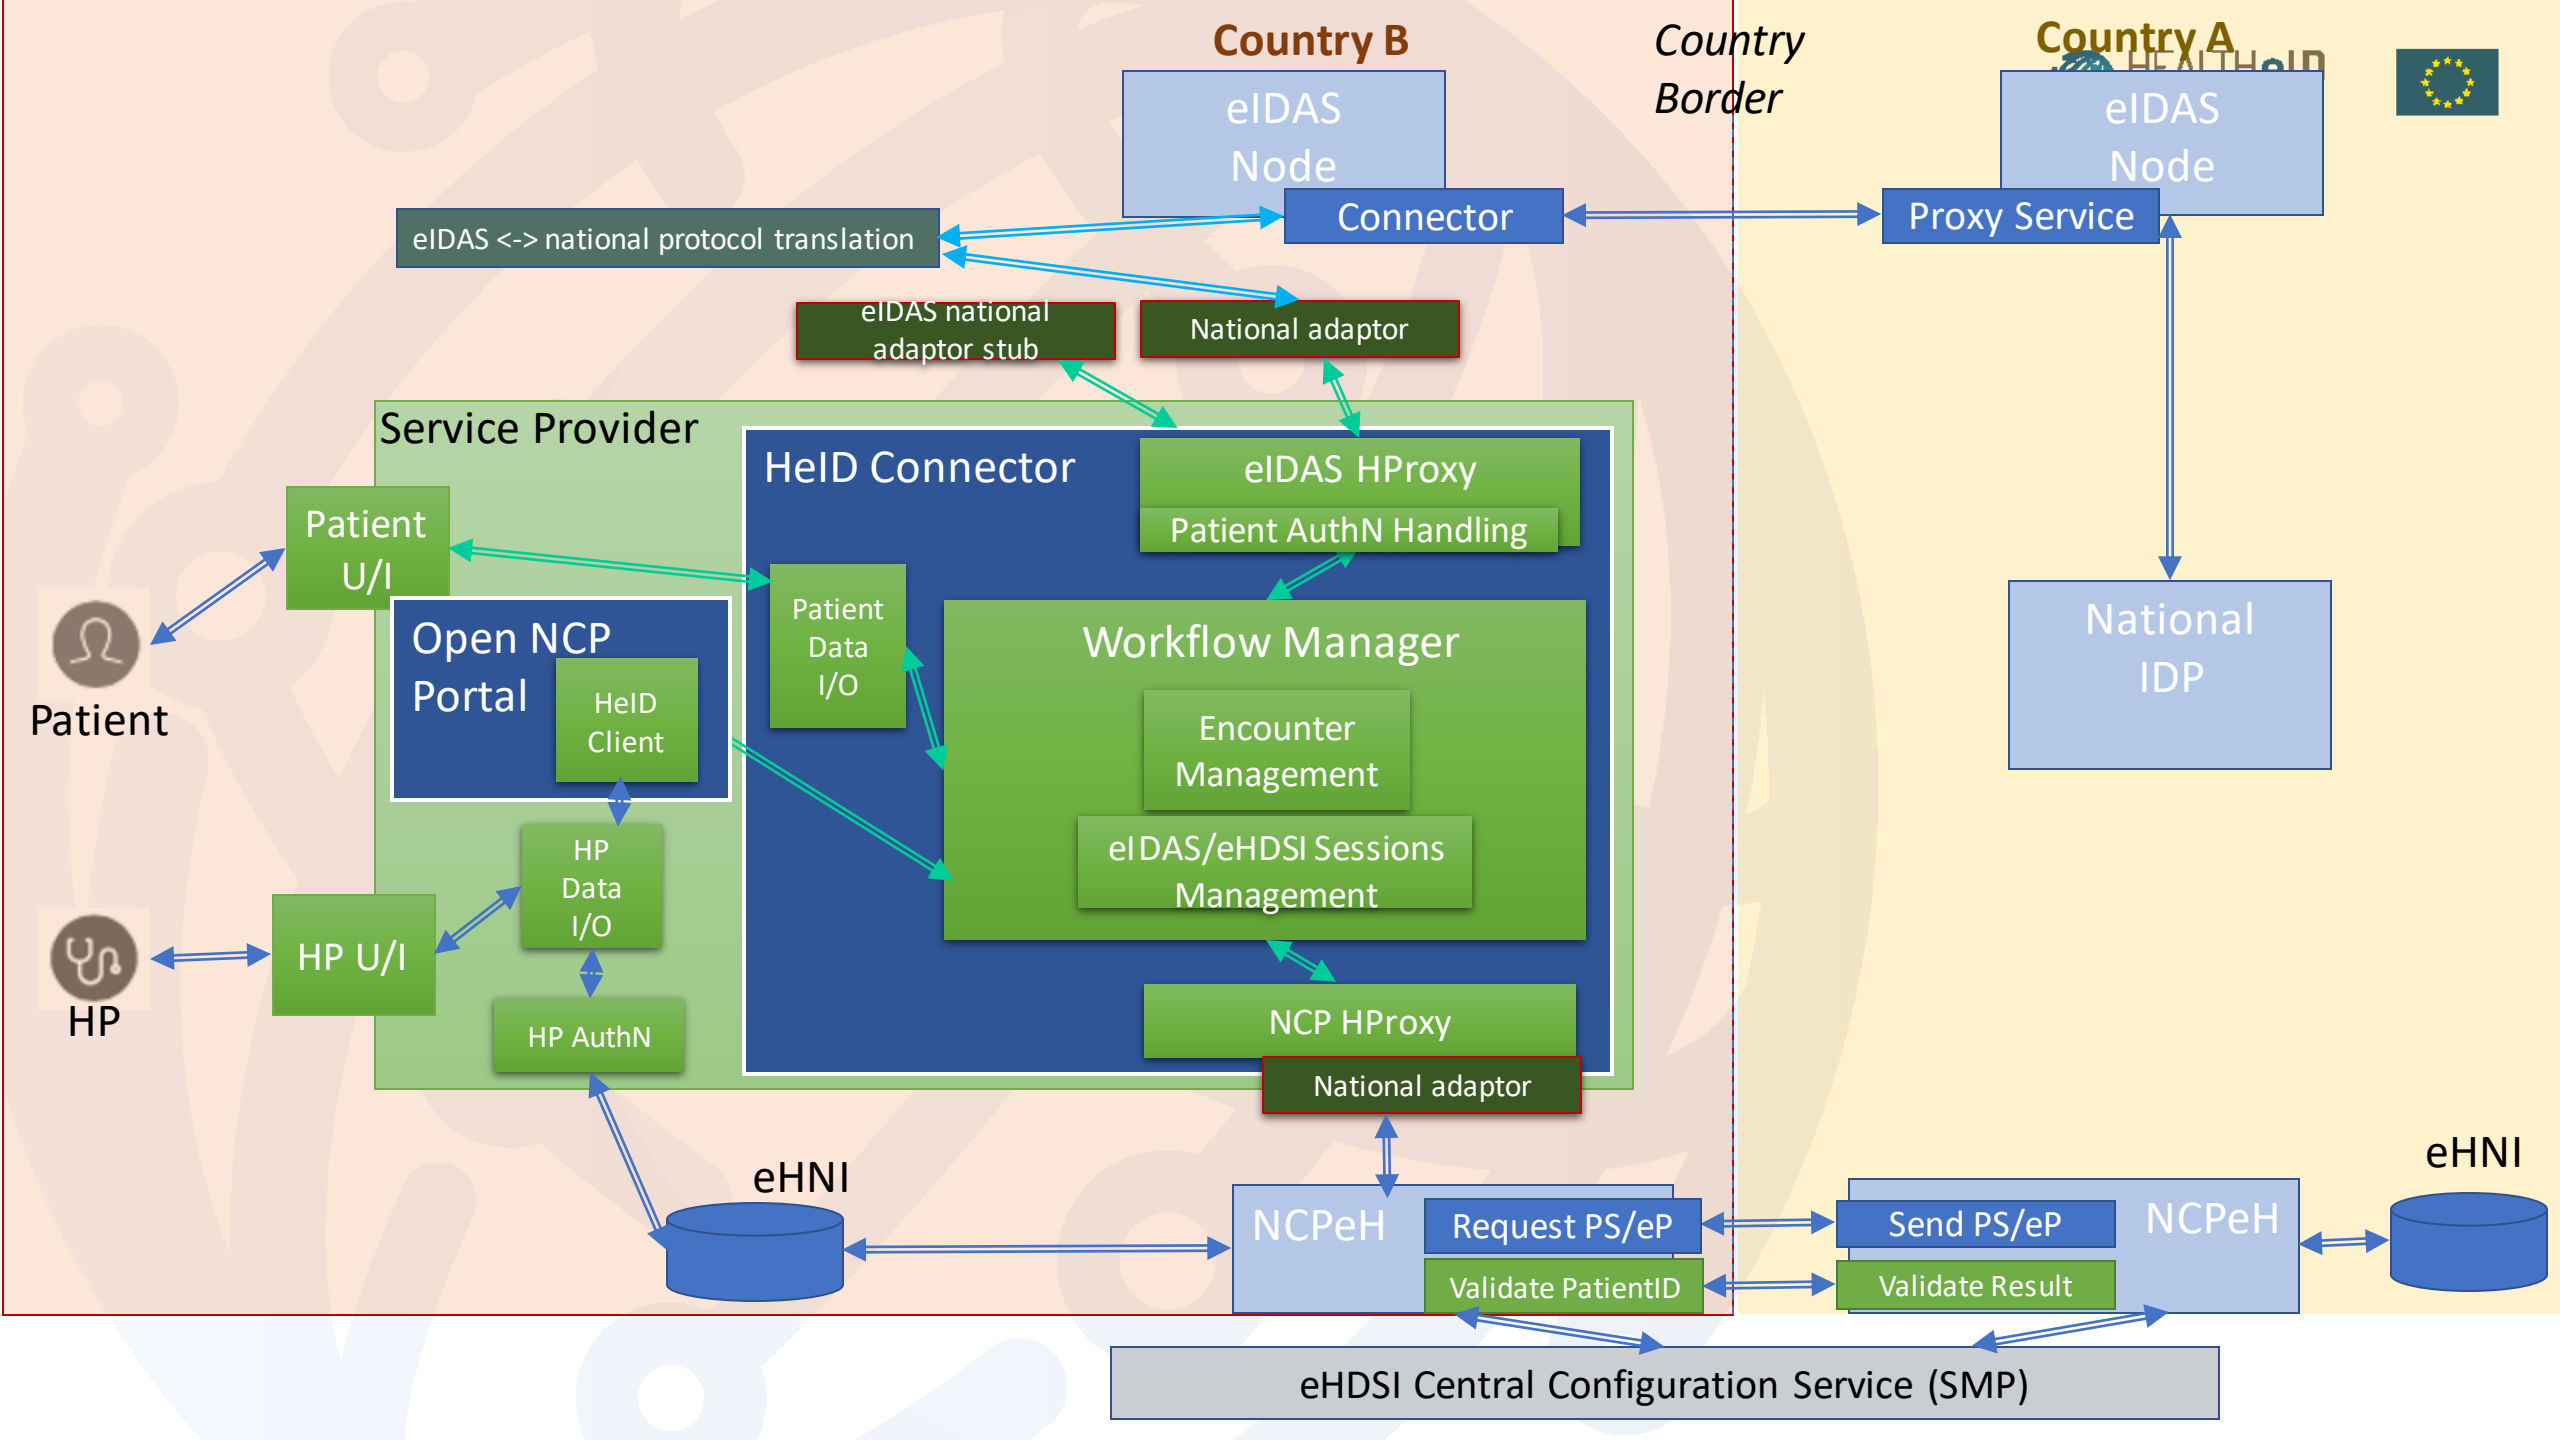 Country B
Country
Border
Country A
HEALTHeID
eIDAS
Node
Connector
eIDAS
Node
Proxy Service
eIDAS <-> national protocol translation
eIDAS national
adaptor stub
National adaptor
Service Provider
HeID Connector
eIDAS HProxy
Patient AuthN Handling
Patient
U/I
Patient
Open NCP
Portal
HeID
Client
Patient
Data
I/O
Workflow Manager
Encounter
Management
eIDAS/eHDSI Sessions
Management
National
IDP
HP
Data
I/O
HP U/I
HP
HP AuthN
NCP HProxy
National adaptor
eHNI
NCPeH
Request PS/eP
Validate PatientID
Send PS/eP
Validate Result
NCPeH
eHNI
eHDSI Central Configuration Service (SMP)